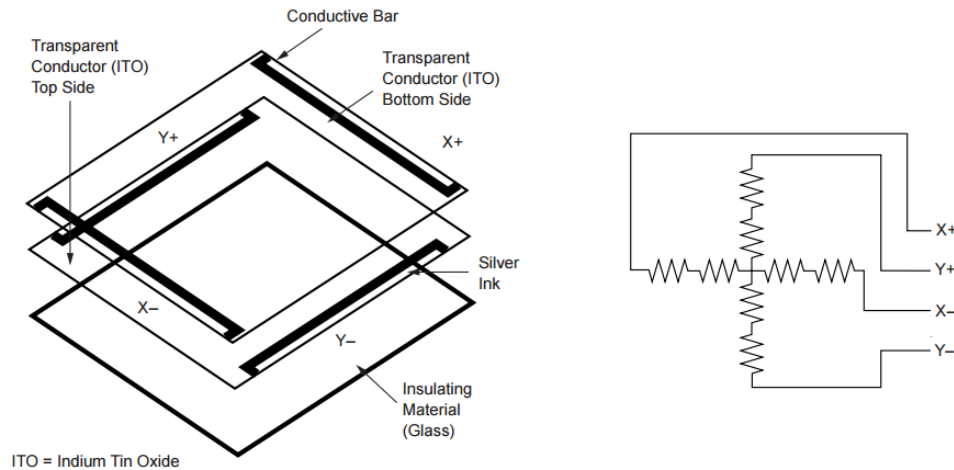 Conductive Bar
Transparent
Conductor (ITO)
Top Side
Transparent
Conductor (ITO)
Bottom Side
Y+
X+
Silver
Ink
X–
Y–
Insulating
Material
(Glass)
ITO = Indium Tin Oxide
X+
Y+
X–
Y–